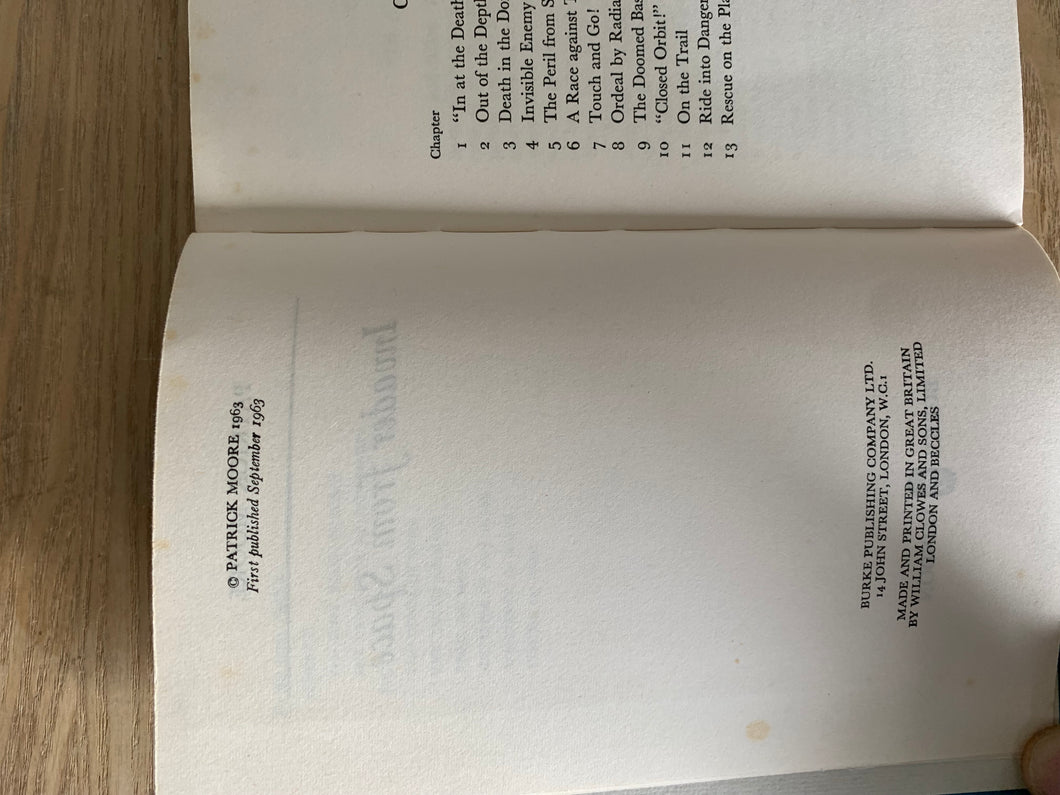 © PATRICK MOORE 1963
First published September 1963
BURKE PUBLISHING COMPANY LTD.
14 JOHN STREET, LONDON, W.C.1
MADE AND PRINTED IN GREAT BRITAIN
BY WILLIAM CLOWES AND SONS, LIMITED
LONDON AND BECCLES
C
Chapter
1 "In at the Death
2 Out of the Dept
3 Death in the Do
4 Invisible Enemy
5 The Peril from S
6 A Race against T
7 Touch and Go!
8 Ordeal by Radia
9 The Doomed Bas
10 "Closed Orbit!"
11 On the Trail
12 Ride into Danger
13 Rescue on the Pla